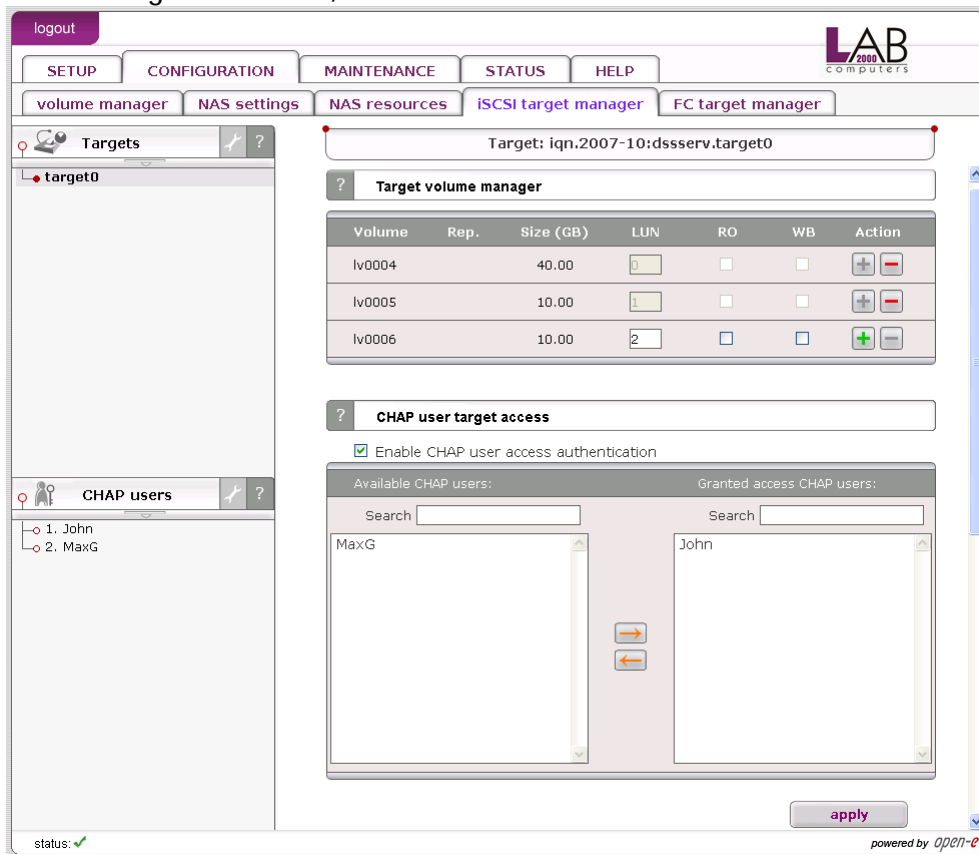 logout
LAB
2000
computers
SETUP CONFIGURATION MAINTENANCE STATUS HELP
volume manager NAS settings NAS resources iSCSI target manager FC target manager
Targets ?
target0
Target: iqn.2007-10:dssserv.target0
? Target volume manager
Volume Rep. Size (GB) LUN RO WB Action
lv0004 40.00 0 + −
lv0005 10.00 1 + −
lv0006 10.00 2 + −
? CHAP user target access
Enable CHAP user access authentication
Available CHAP users: Granted access CHAP users:
Search Search
MaxG John
CHAP users ?
1. John
2. MaxG
apply
status:
powered by open-e